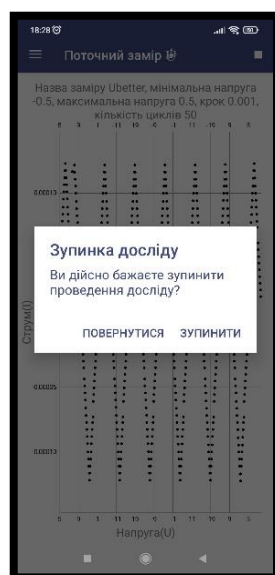 18:28
Поточний замір
Назва заміру Ubetter, мінімальна напруга
-0.5, максимальна напруга 0.5, крок 0.001,
кількість циклів 50
0.00013
Зупинка досліду
Ви дійсно бажаєте зупинити
проведення досліду?
ПОВЕРНУТИСЯ ЗУПИНИТИ
Струм(I)
0.00005
0.00013
Напруга(U)